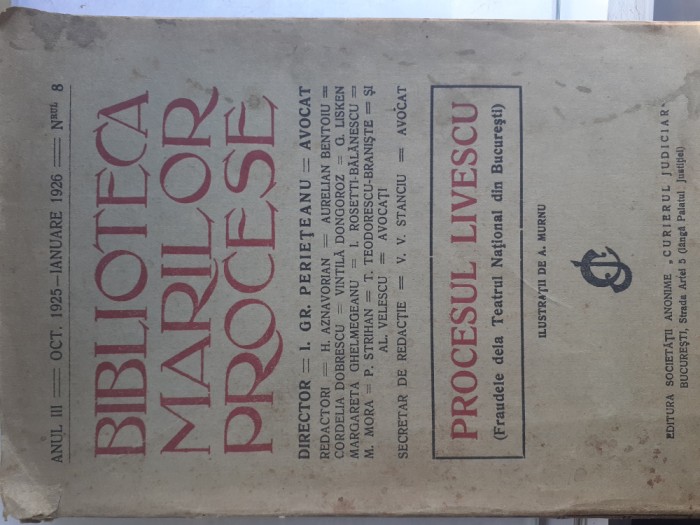 ANUL III == OCT. 1925—IANUARE 1926 == Nrul 8
BIBLIOTECA
MARILOR
PROCESE
DIRECTOR = I. GR. PERIEȚEANU = AVOCAT
REDACTORI = H. AZNAVORIAN = AURELIAN BENTOIU =
CORDELIA DOBRESCU = VINTILĂ DONGOROZ = G. LISKEN
MARGARETA GHELMEGEANU = I. ROSETTI-BĂLĂNESCU =
M. MORA = P. STRIHAN = T. TEODORESCU-BRANIȘTE = ȘI
AL. VELESCU = AVOCAȚI
SECRETAR DE REDACȚIE = V. V. STANCIU = AVOCAT
PROCESUL LIVESCU
(Fraudele dela Teatrul Național din București)
ILUSTRAȚII DE A. MURNU
CJ
EDITURA SOCIETĂȚII ANONIME „CURIERUL JUDICIAR"
BUCUREȘTI, Strada Artei 5 (lângă Palatul Justiției)